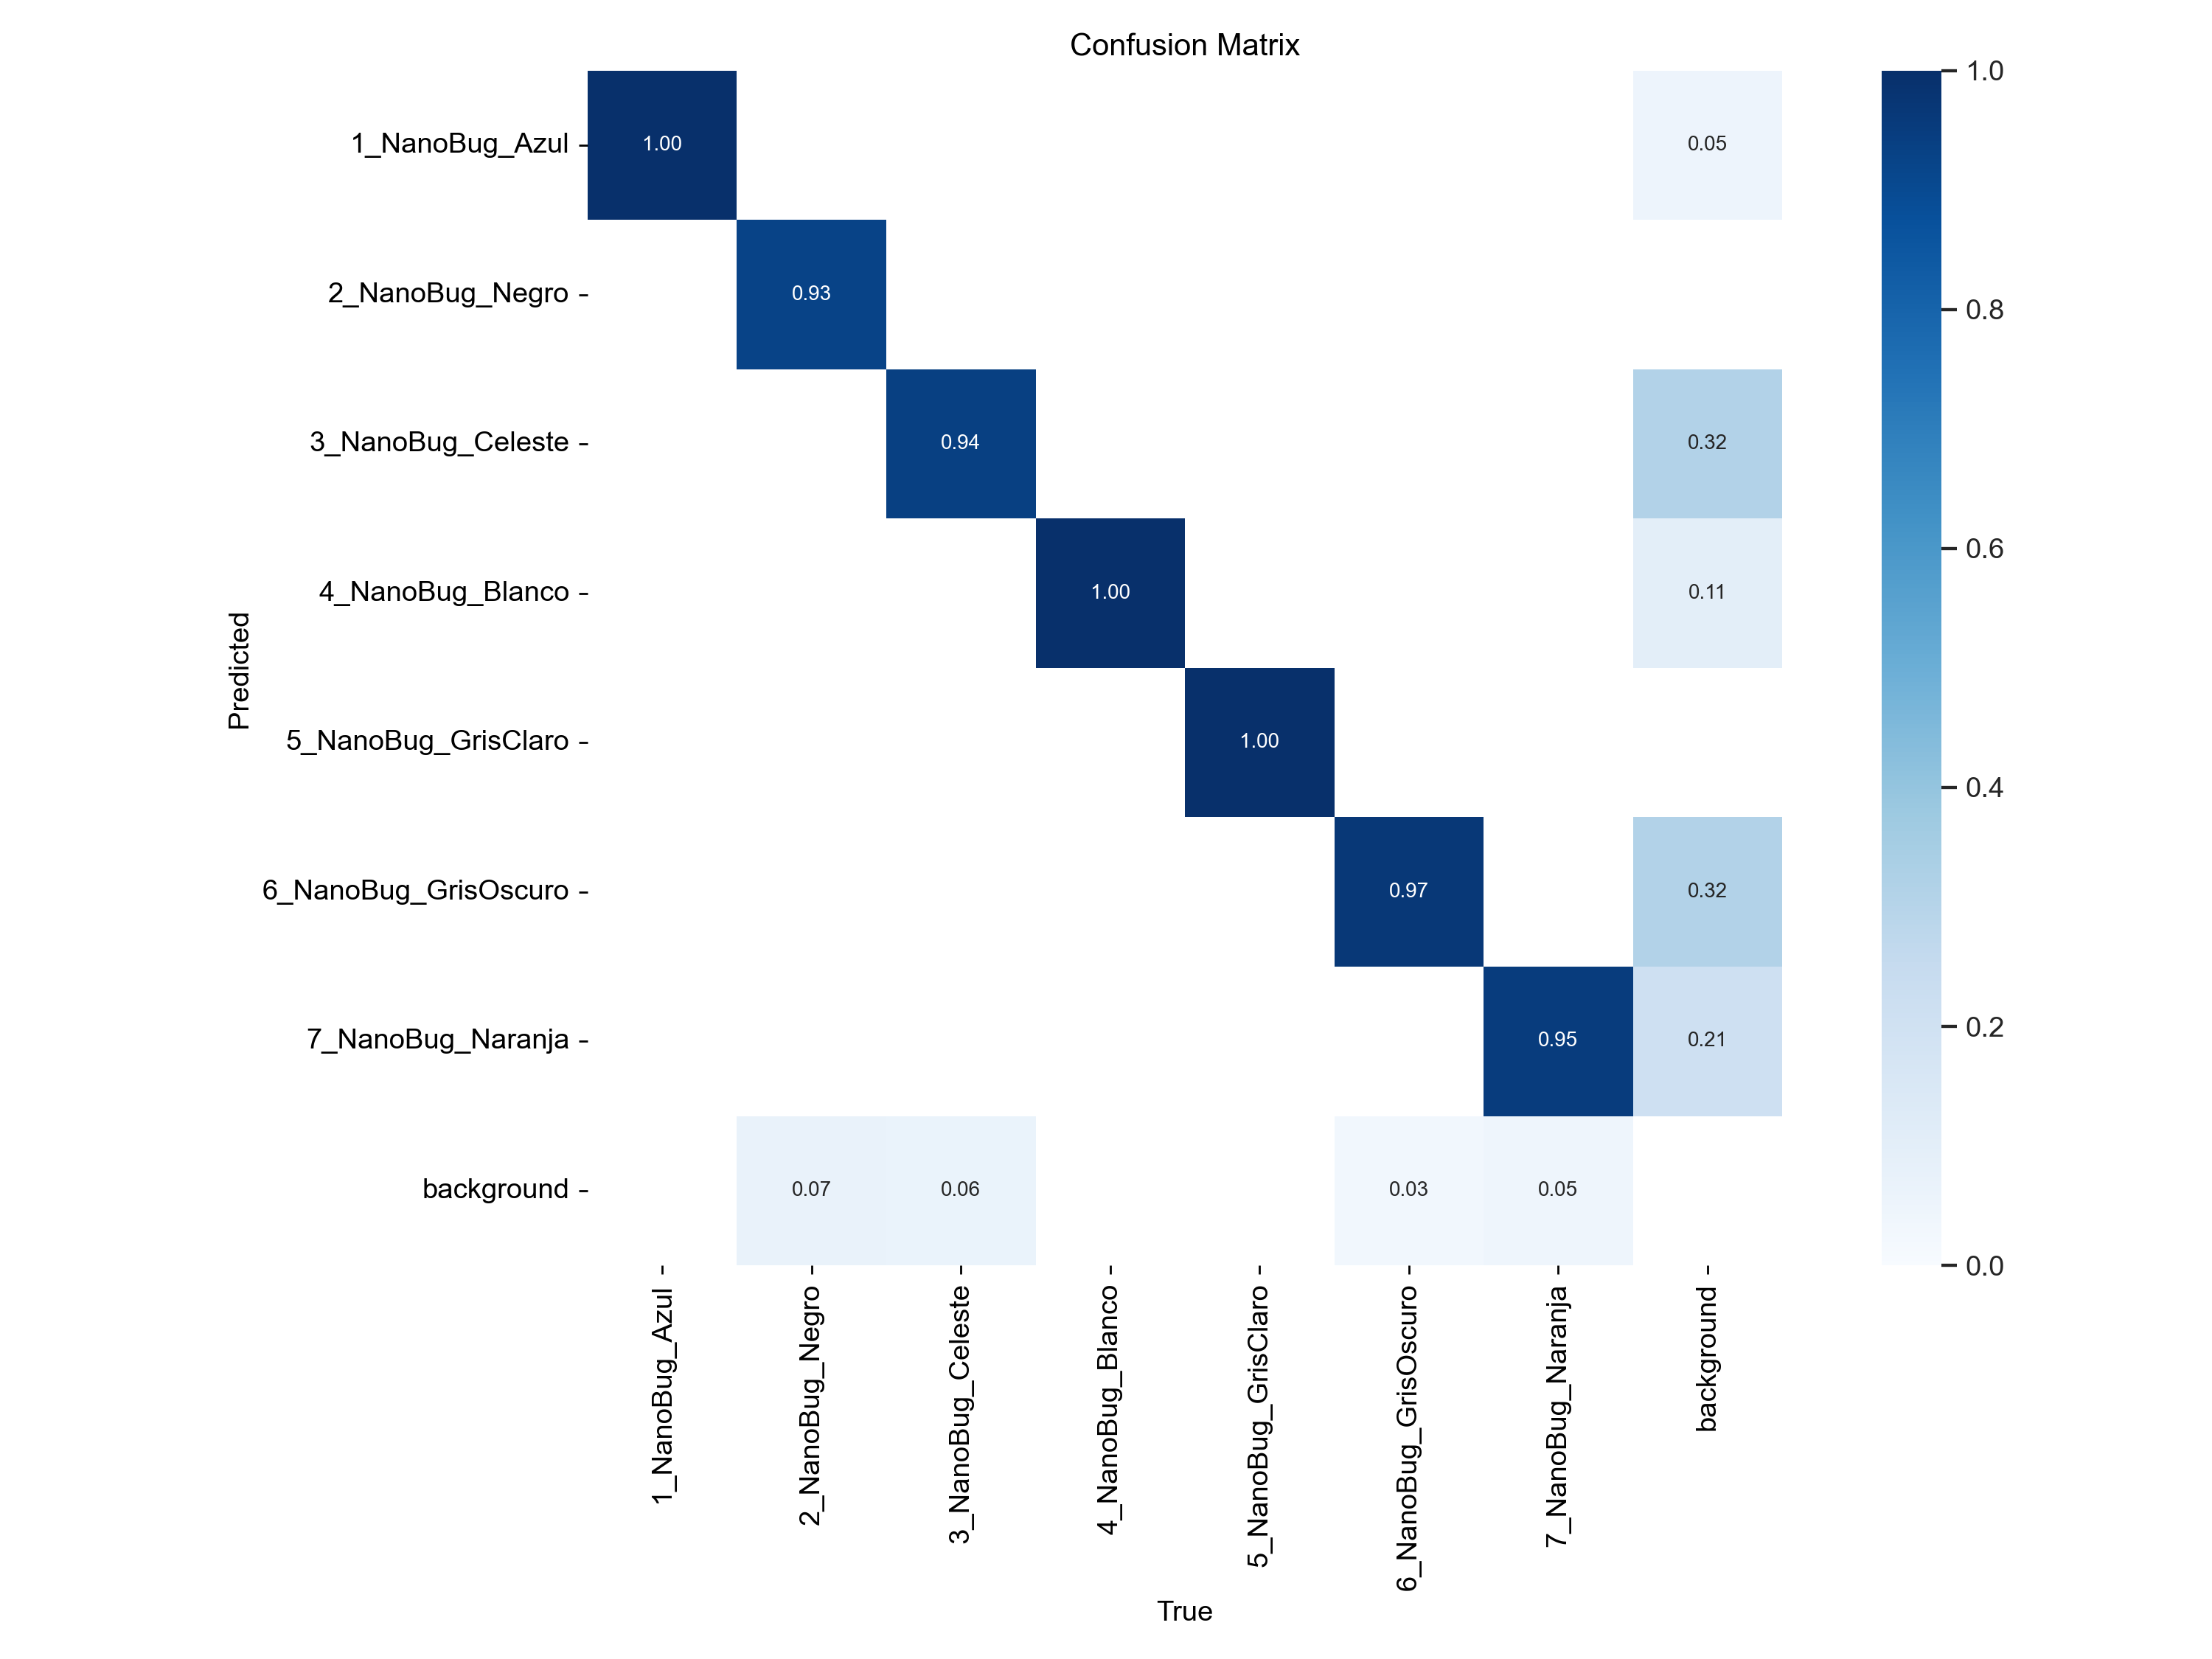 Confusion Matrix
1_NanoBug_Azul
1.00
0.05
2_NanoBug_Negro
0.93
3_NanoBug_Celeste
0.94
0.32
4_NanoBug_Blanco
1.00
0.11
5_NanoBug_GrisClaro
1.00
6_NanoBug_GrisOscuro
0.97
0.32
7_NanoBug_Naranja
0.95
0.21
background
0.07
0.06
0.03
0.05
Predicted
1_NanoBug_Azul
2_NanoBug_Negro
3_NanoBug_Celeste
4_NanoBug_Blanco
5_NanoBug_GrisClaro
6_NanoBug_GrisOscuro
7_NanoBug_Naranja
background
True
1.0
0.8
0.6
0.4
0.2
0.0